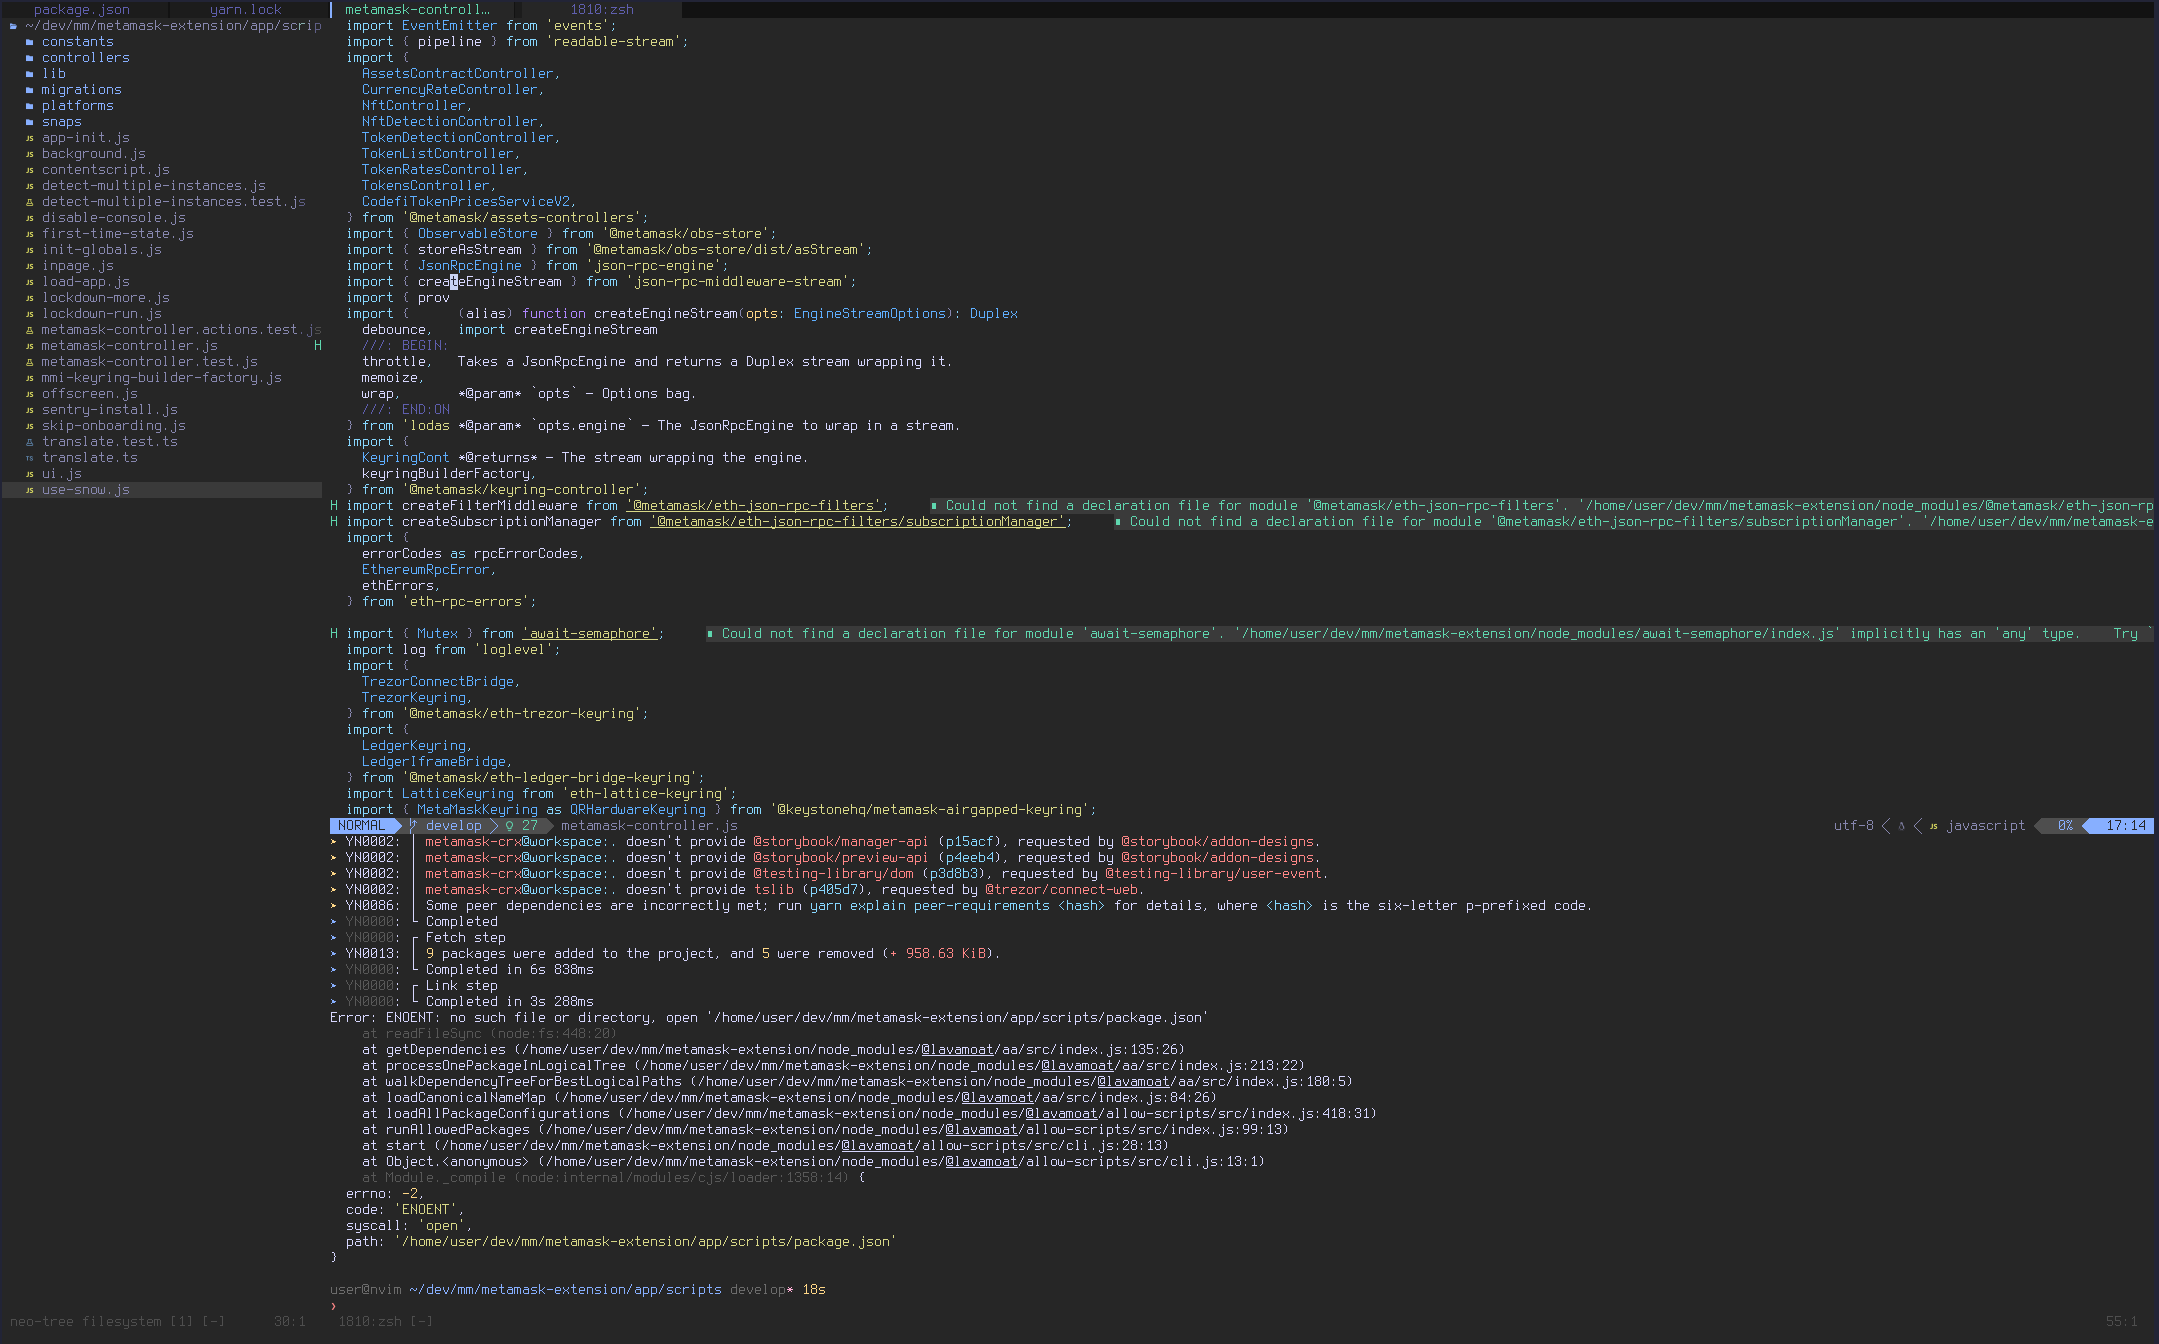 package.json yarn.lock metamask-controll… 1810:zsh
~/dev/mm/metamask-extension/app/scrip
constants
controllers
lib
migrations
platforms
snaps
JS app-init.js
JS background.js
JS contentscript.js
JS detect-multiple-instances.js
detect-multiple-instances.test.js
JS disable-console.js
JS first-time-state.js
JS init-globals.js
JS inpage.js
JS load-app.js
JS lockdown-more.js
JS lockdown-run.js
metamask-controller.actions.test.js
JS metamask-controller.js H
metamask-controller.test.js
JS mmi-keyring-builder-factory.js
JS offscreen.js
JS sentry-install.js
JS skip-onboarding.js
translate.test.ts
TS translate.ts
JS ui.js
JS use-snow.js
import EventEmitter from 'events';
import { pipeline } from 'readable-stream';
import {
AssetsContractController,
CurrencyRateController,
NftController,
NftDetectionController,
TokenDetectionController,
TokenListController,
TokenRatesController,
TokensController,
CodefiTokenPricesServiceV2,
} from '@metamask/assets-controllers';
import { ObservableStore } from '@metamask/obs-store';
import { storeAsStream } from '@metamask/obs-store/dist/asStream';
import { JsonRpcEngine } from 'json-rpc-engine';
import { createEngineStream } from 'json-rpc-middleware-stream';
import { prov
import { (alias) function createEngineStream(opts: EngineStreamOptions): Duplex
debounce, import createEngineStream
///: BEGIN:
throttle, Takes a JsonRpcEngine and returns a Duplex stream wrapping it.
memoize,
wrap, *@param* `opts` – Options bag.
///: END:ON
} from 'lodas *@param* `opts.engine` – The JsonRpcEngine to wrap in a stream.
import {
KeyringCont *@returns* – The stream wrapping the engine.
keyringBuilderFactory,
} from '@metamask/keyring-controller';
H import createFilterMiddleware from '@metamask/eth-json-rpc-filters'; ▪ Could not find a declaration file for module '@metamask/eth-json-rpc-filters'. '/home/user/dev/mm/metamask-extension/node_modules/@metamask/eth-json-rp
H import createSubscriptionManager from '@metamask/eth-json-rpc-filters/subscriptionManager'; ▪ Could not find a declaration file for module '@metamask/eth-json-rpc-filters/subscriptionManager'. '/home/user/dev/mm/metamask-e
import {
errorCodes as rpcErrorCodes,
EthereumRpcError,
ethErrors,
} from 'eth-rpc-errors';
H import { Mutex } from 'await-semaphore'; ▪ Could not find a declaration file for module 'await-semaphore'. '/home/user/dev/mm/metamask-extension/node_modules/await-semaphore/index.js' implicitly has an 'any' type. Try `
import log from 'loglevel';
import {
TrezorConnectBridge,
TrezorKeyring,
} from '@metamask/eth-trezor-keyring';
import {
LedgerKeyring,
LedgerIframeBridge,
} from '@metamask/eth-ledger-bridge-keyring';
import LatticeKeyring from 'eth-lattice-keyring';
import { MetaMaskKeyring as QRHardwareKeyring } from '@keystonehq/metamask-airgapped-keyring';
NORMAL develop 27 metamask-controller.js utf-8 JS javascript 0% 17:14
➤ YN0002: │ metamask-crx@workspace:. doesn't provide @storybook/manager-api (p15acf), requested by @storybook/addon-designs.
➤ YN0002: │ metamask-crx@workspace:. doesn't provide @storybook/preview-api (p4eeb4), requested by @storybook/addon-designs.
➤ YN0002: │ metamask-crx@workspace:. doesn't provide @testing-library/dom (p3d8b3), requested by @testing-library/user-event.
➤ YN0002: │ metamask-crx@workspace:. doesn't provide tslib (p405d7), requested by @trezor/connect-web.
➤ YN0086: │ Some peer dependencies are incorrectly met; run yarn explain peer-requirements <hash> for details, where <hash> is the six-letter p-prefixed code.
➤ YN0000: └ Completed
➤ YN0000: ┌ Fetch step
➤ YN0013: │ 9 packages were added to the project, and 5 were removed (+ 958.63 KiB).
➤ YN0000: └ Completed in 6s 838ms
➤ YN0000: ┌ Link step
➤ YN0000: └ Completed in 3s 288ms
Error: ENOENT: no such file or directory, open '/home/user/dev/mm/metamask-extension/app/scripts/package.json'
at readFileSync (node:fs:448:20)
at getDependencies (/home/user/dev/mm/metamask-extension/node_modules/@lavamoat/aa/src/index.js:135:26)
at processOnePackageInLogicalTree (/home/user/dev/mm/metamask-extension/node_modules/@lavamoat/aa/src/index.js:213:22)
at walkDependencyTreeForBestLogicalPaths (/home/user/dev/mm/metamask-extension/node_modules/@lavamoat/aa/src/index.js:180:5)
at loadCanonicalNameMap (/home/user/dev/mm/metamask-extension/node_modules/@lavamoat/aa/src/index.js:84:26)
at loadAllPackageConfigurations (/home/user/dev/mm/metamask-extension/node_modules/@lavamoat/allow-scripts/src/index.js:418:31)
at runAllowedPackages (/home/user/dev/mm/metamask-extension/node_modules/@lavamoat/allow-scripts/src/index.js:99:13)
at start (/home/user/dev/mm/metamask-extension/node_modules/@lavamoat/allow-scripts/src/cli.js:28:13)
at Object.<anonymous> (/home/user/dev/mm/metamask-extension/node_modules/@lavamoat/allow-scripts/src/cli.js:13:1)
at Module._compile (node:internal/modules/cjs/loader:1358:14) {
errno: -2,
code: 'ENOENT',
syscall: 'open',
path: '/home/user/dev/mm/metamask-extension/app/scripts/package.json'
}
user@nvim ~/dev/mm/metamask-extension/app/scripts develop* 18s
❯
neo-tree filesystem [1] [-] 30:1 1810:zsh [-] 55:1